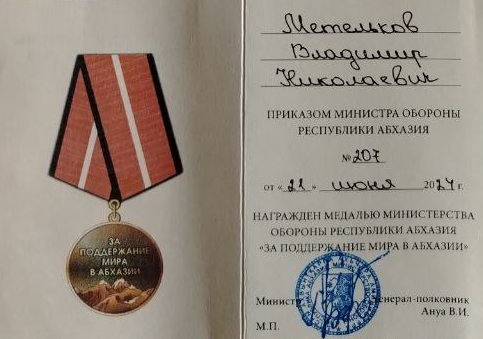 ЗА
ПОДДЕРЖАНИЕ
МИРА
В АБХАЗИИ
Метельков
Владимир
Николаевич
ПРИКАЗОМ МИНИСТРА ОБОРОНЫ
РЕСПУБЛИКИ АБХАЗИЯ
№ 207
от «21» июня 2024 г.
НАГРАЖДЕН МЕДАЛЬЮ МИНИСТЕРСТВА
ОБОРОНЫ РЕСПУБЛИКИ АБХАЗИЯ
«ЗА ПОДДЕРЖАНИЕ МИРА В АБХАЗИИ»
Министр генерал-полковник
Ануа В.И.
М.П.